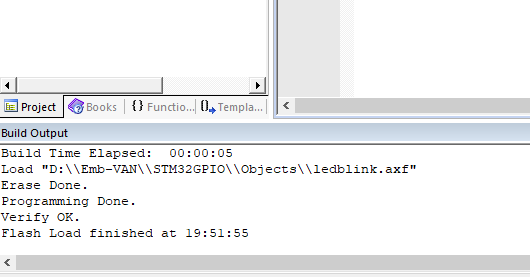 Project Books {} Functio... Templa...
Build Output
Build Time Elapsed:  00:00:05
Load "D:\\Emb-VAN\\STM32GPIO\\Objects\\ledblink.axf"
Erase Done.
Programming Done.
Verify OK.
Flash Load finished at 19:51:55